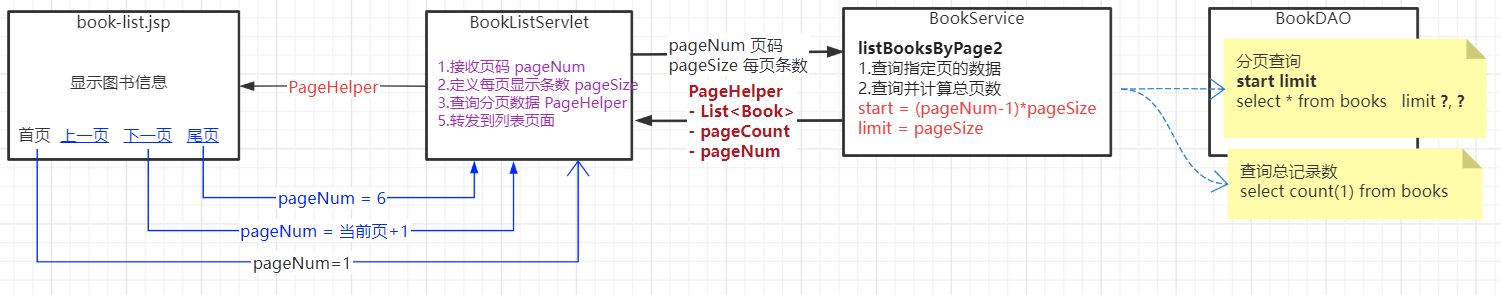 book-list.jsp
显示图书信息
首页 上一页 下一页 尾页
PageHelper
BookListServlet
1.接收页码 pageNum
2.定义每页显示条数 pageSize
3.查询分页数据 PageHelper
5.转发到列表页面
pageNum = 6
pageNum = 当前页+1
pageNum=1
pageNum 页码
pageSize 每页条数
PageHelper
- List<Book>
- pageCount
- pageNum
BookService
listBooksByPage2
1.查询指定页的数据
2.查询并计算总页数
start = (pageNum-1)*pageSize
limit = pageSize
BookDAO
分页查询
start limit
select * from books limit ?, ?
查询总记录数
select count(1) from books